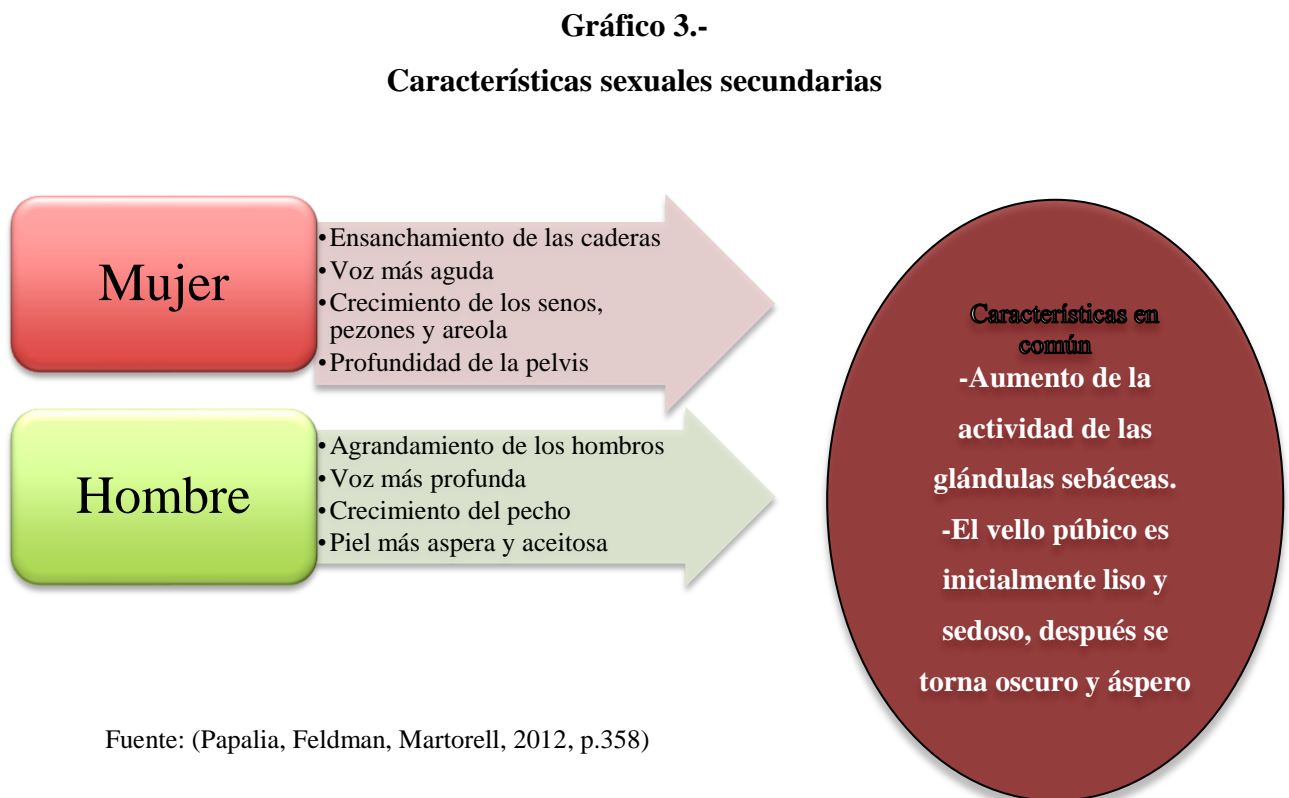 Gráfico 3.-
Características sexuales secundarias
Mujer
•Ensanchamiento de las caderas
•Voz más aguda
•Crecimiento de los senos,
pezones y areola
•Profundidad de la pelvis
Hombre
•Agrandamiento de los hombros
•Voz más profunda
•Crecimiento del pecho
•Piel más aspera y aceitosa
Características en
común
-Aumento de la
actividad de las
glándulas sebáceas.
-El vello púbico es
inicialmente liso y
sedoso, después se
torna oscuro y áspero
Fuente: (Papalia, Feldman, Martorell, 2012, p.358)